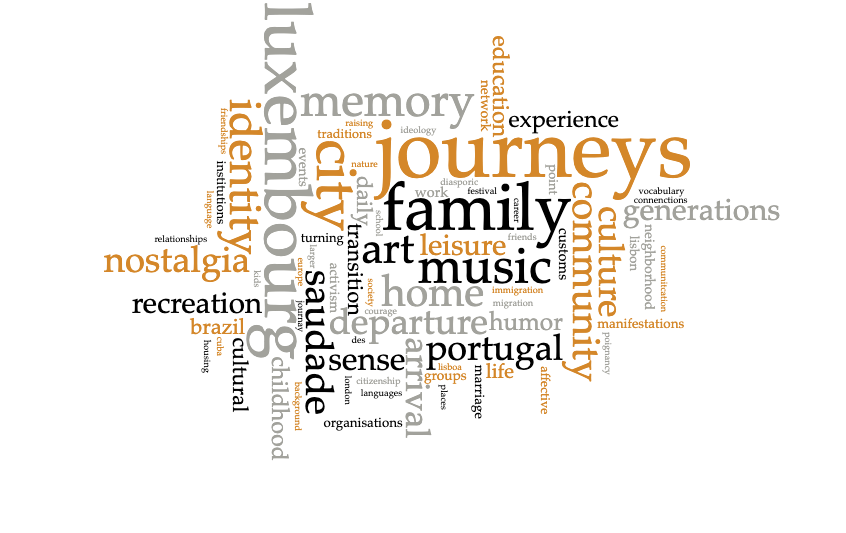 luxembourg
memory
education
network
experience
identity
friendships
raising
traditions
ideology
journeys
city
events
nature
institutions
language
daily
work
diasporic
festival
point
family
career
vocabulary
connenctions
generations
community
culture
school
relationships
turning
transition
art
leisure
friends
customs
lisbon
neighborhood
communitcation
nostalgia
kids
larger
europe
activism
music
society
home
immigration
migration
recreation
saudade
journay
courage
departure
humor
manifestations
brazil
cuba
housing
cultural
des
sense
portugal
poignancy
arrival
lisboa
groups
life
marriage
affective
childhood
background
london
citizenship
languages
places
organisations